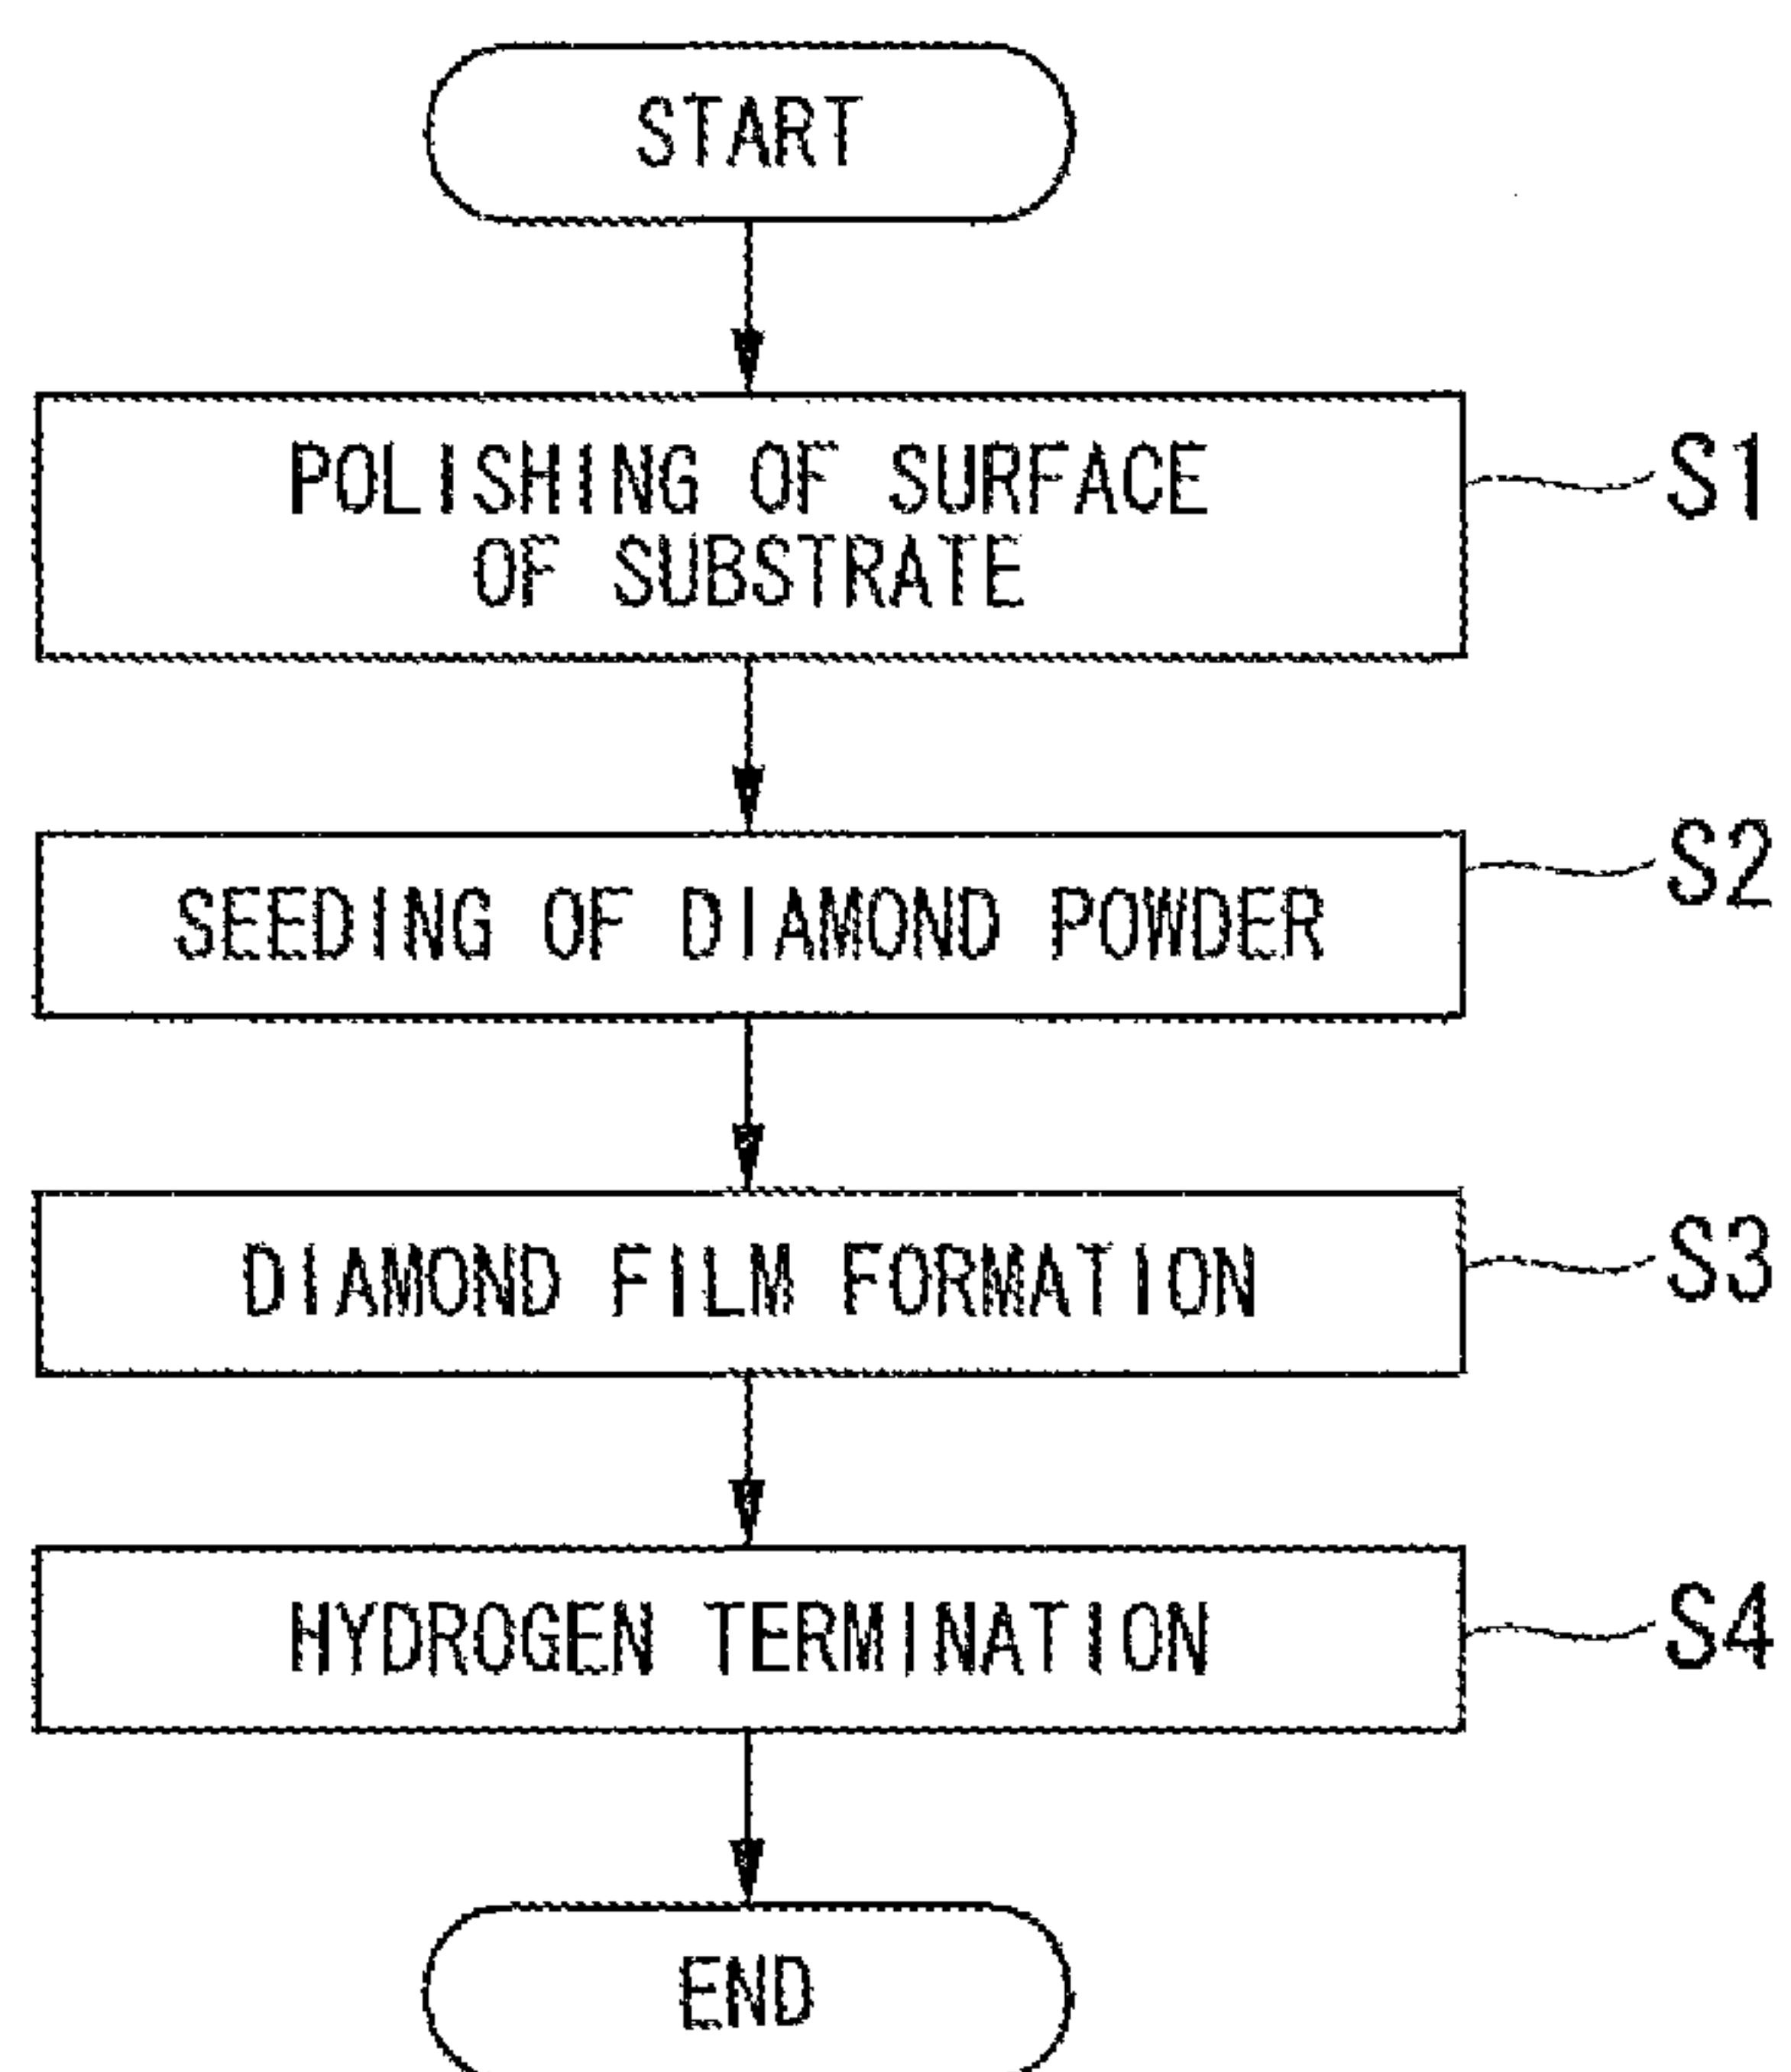 START
POLISHING OF SURFACE
OF SUBSTRATE
S1
SEEDING OF DIAMOND POWDER
S2
DIAMOND FILM FORMATION
S3
HYDROGEN TERMINATION
S4
END